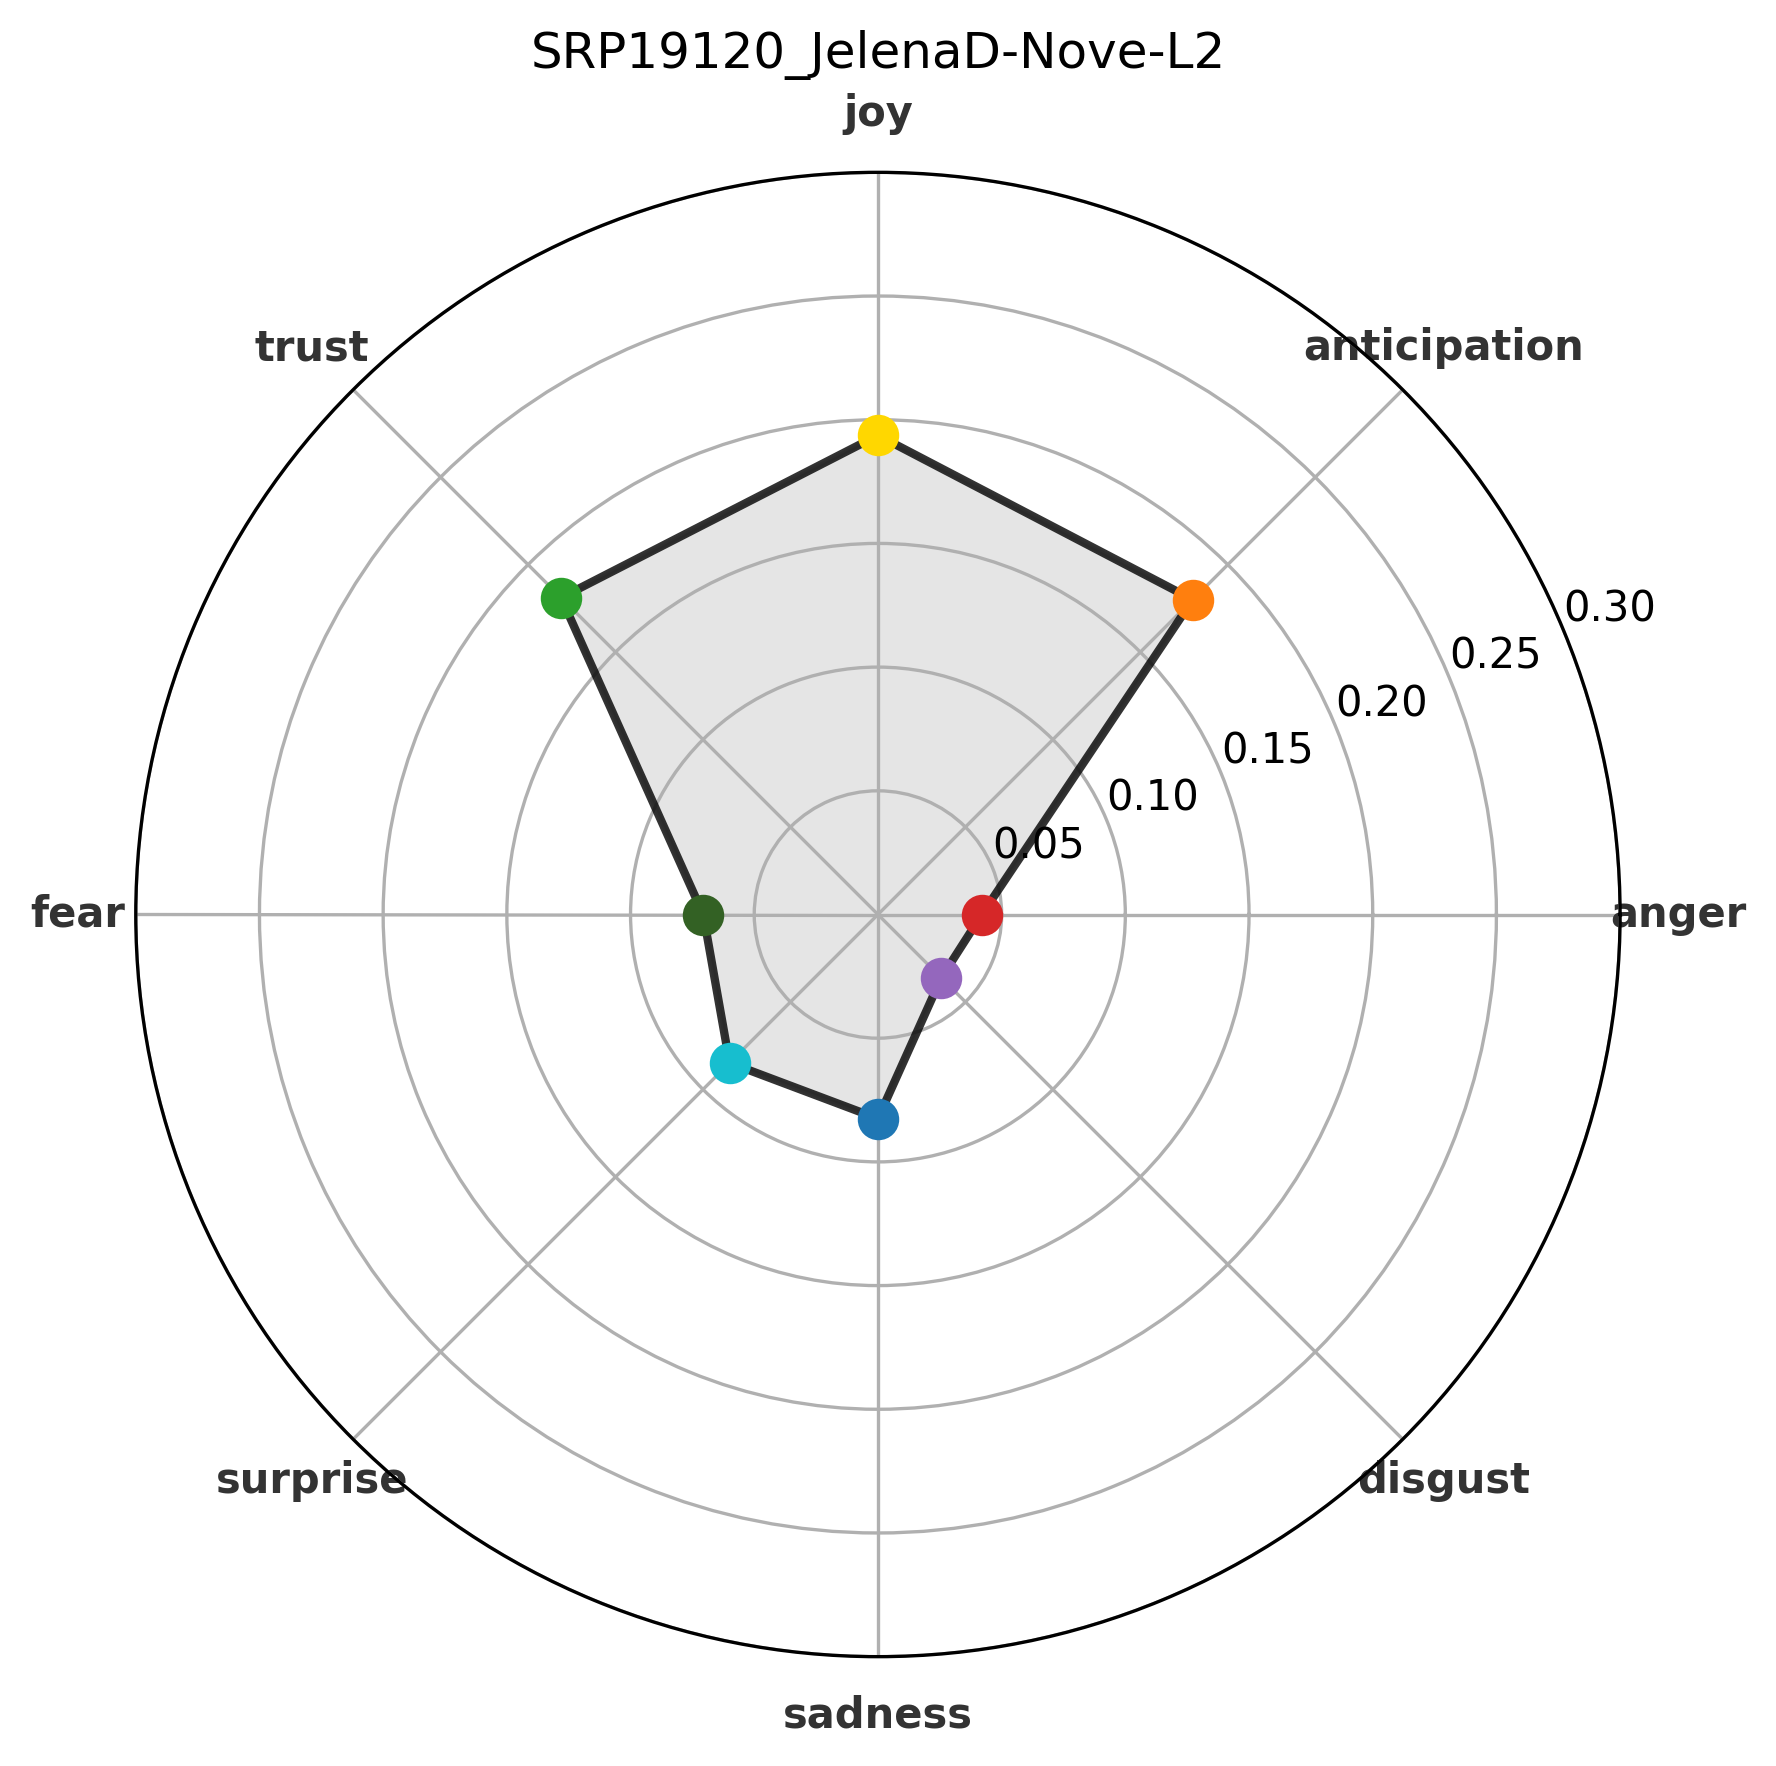 SRP19120_JelenaD-Nove-L2
joy
trust
anticipation
0.30
0.25
0.20
0.15
0.10
0.05
fear
anger
surprise
disgust
sadness